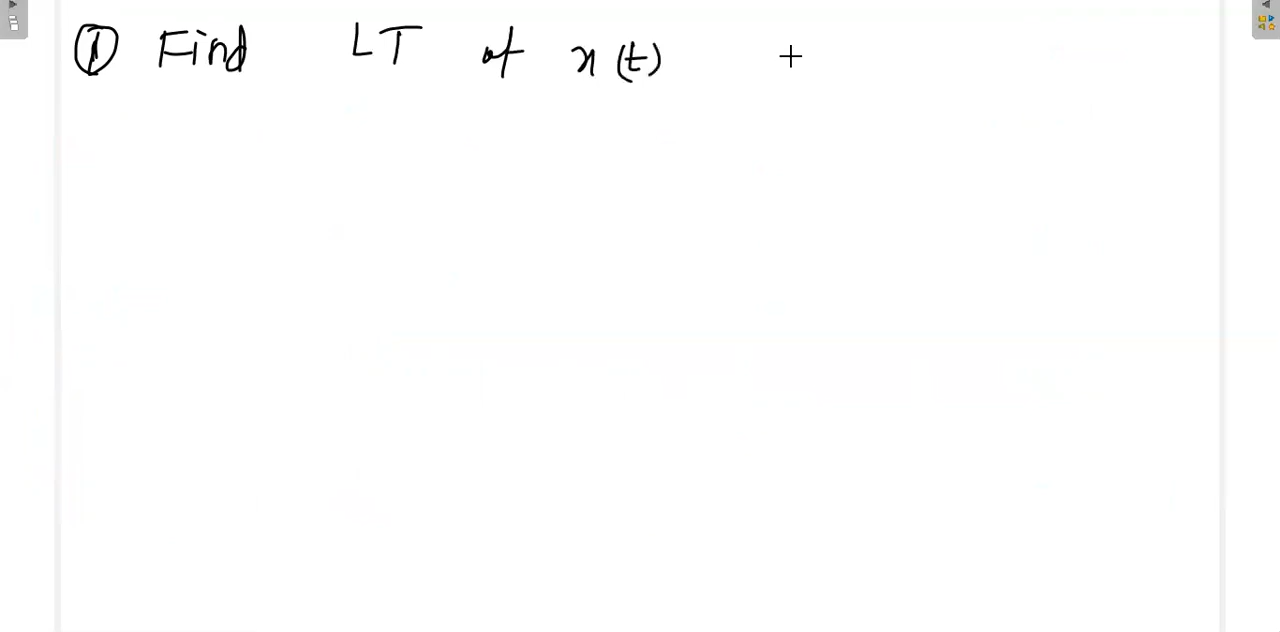 ① Find LT of x(t)